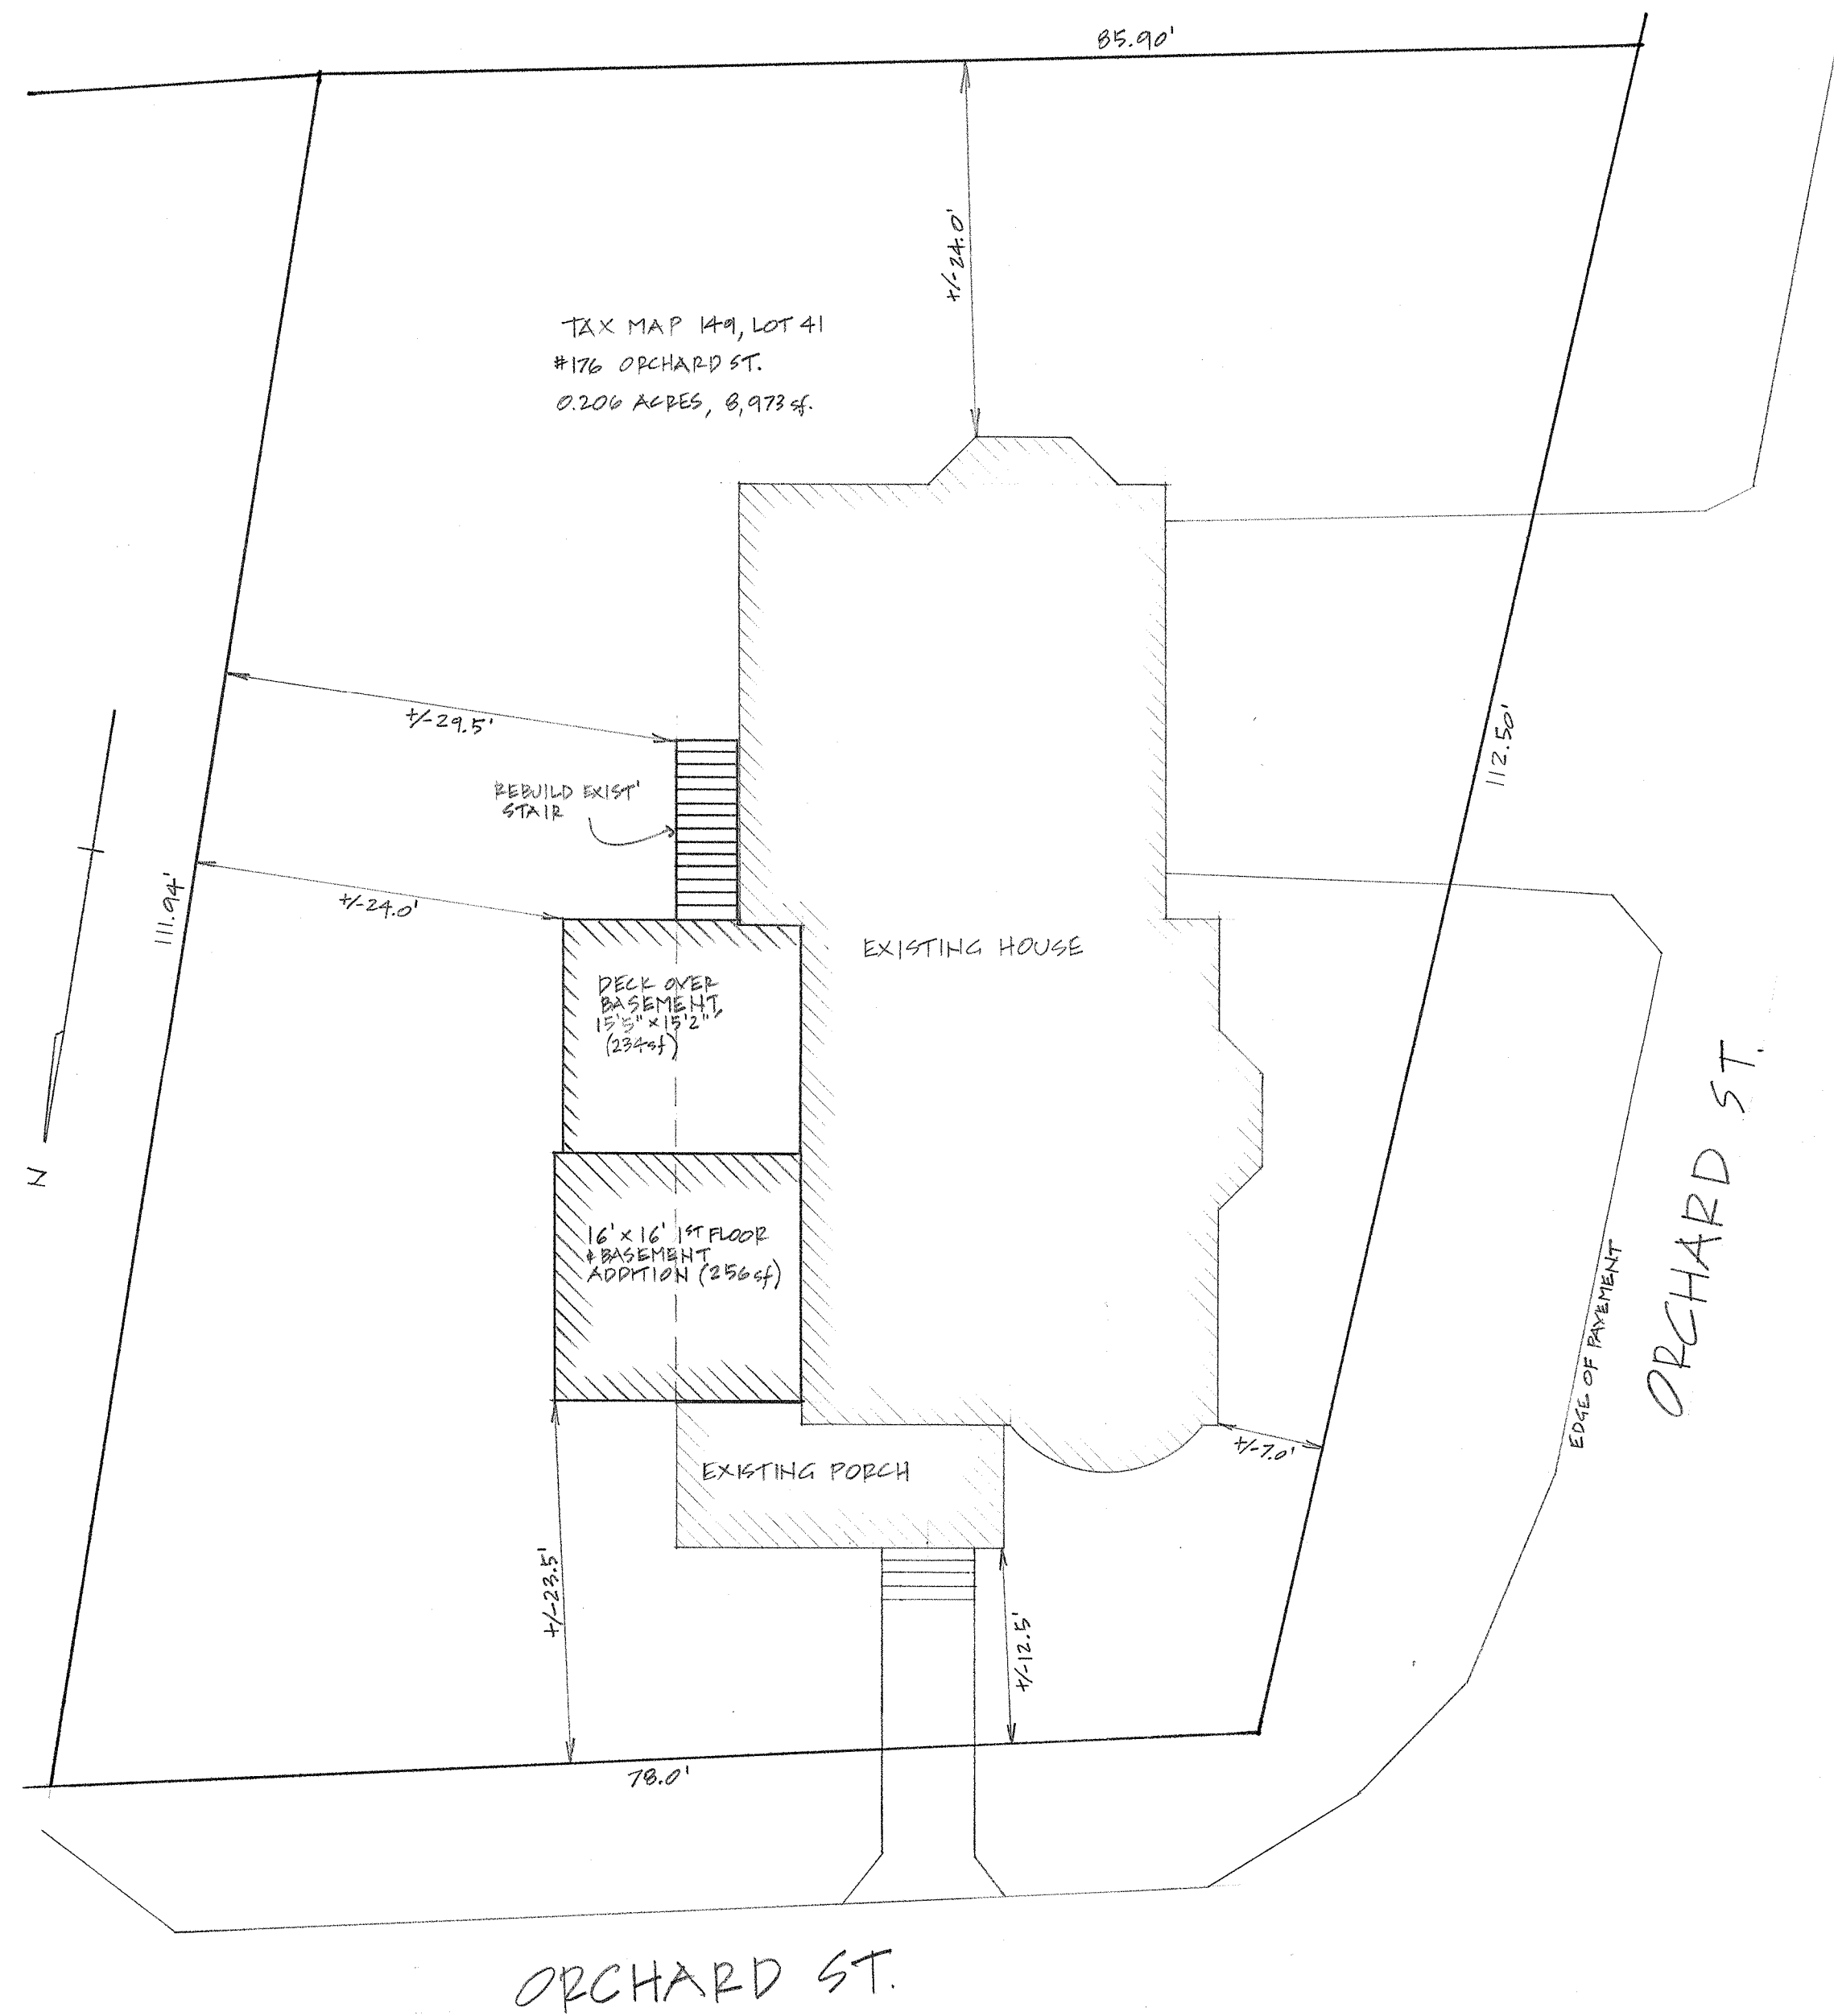 85.90'
+/-24.0'
TAX MAP 149, LOT 41
#176 ORCHARD ST.
0.206 ACRES, 8,973 sf.
+/-29.5'
REBUILD EXIST'
STAIR
112.50'
111.94'
+/-24.0'
EXISTING HOUSE
DECK OVER
BASEMENT,
15'5" x 15'2"
(234sf)
N
ORCHARD ST.
16' x 16' 1ST FLOOR
& BASEMENT
ADDITION (256 sf)
EDGE OF PAVEMENT
+/-7.0'
EXISTING PORCH
+/-23.5'
+/-12.5'
78.0'
ORCHARD ST.